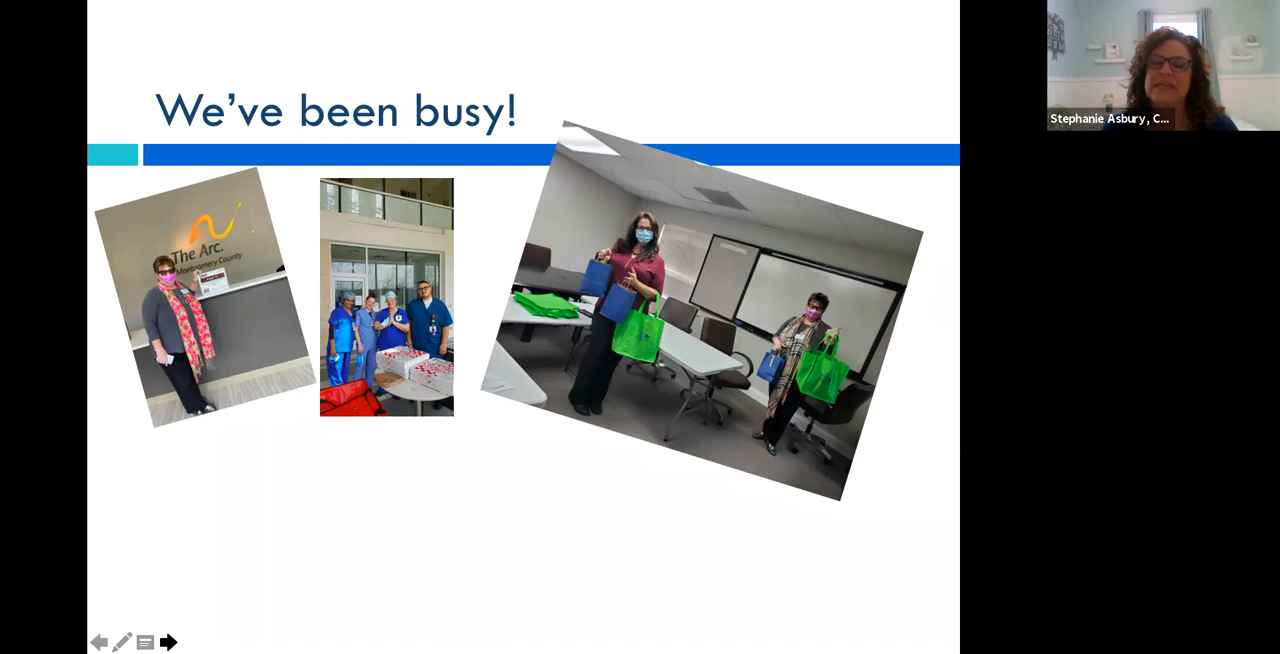 We've been busy!
The Arc.
Montgomery County
Stephanie Asbury, C...